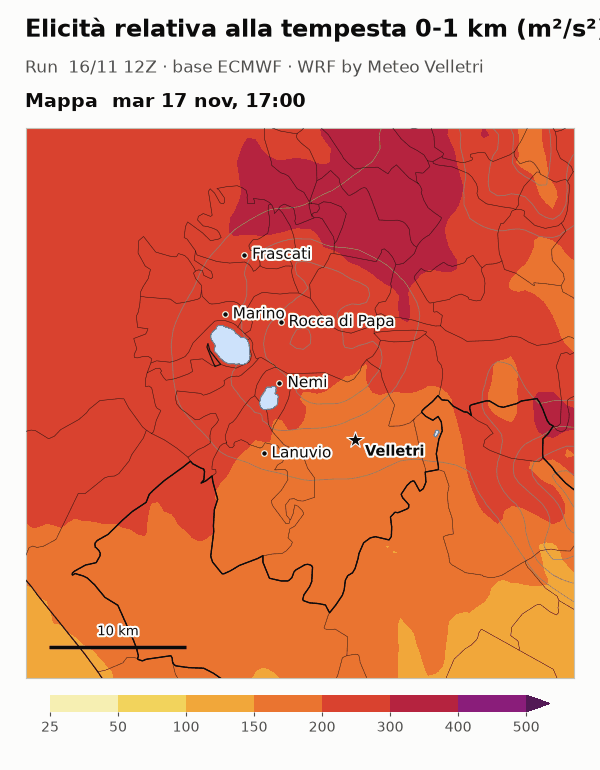 Elicità relativa alla tempesta 0-1 km (m²/s²)
Run 16/11 12Z · base ECMWF · WRF by Meteo Velletri
Mappa mar 17 nov, 17:00
Frascati
Marino
Rocca di Papa
Nemi
Velletri
Lanuvio
10 km
25 50 100 150 200 300 400 500